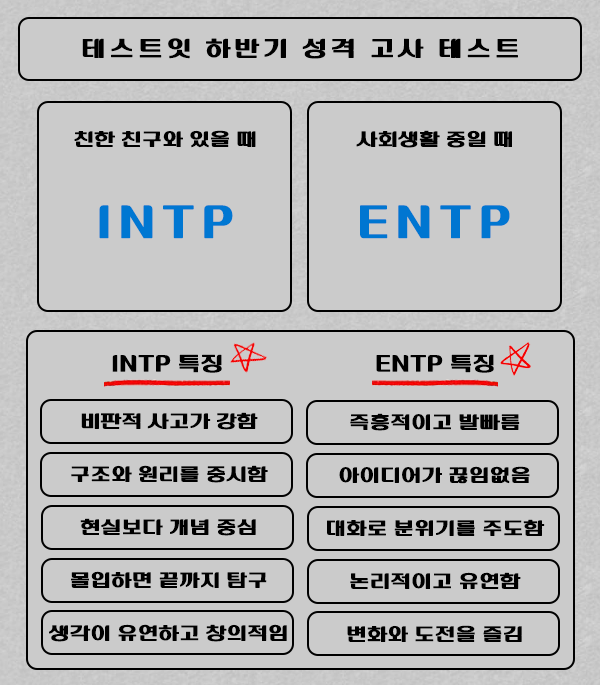 테스트잇 하반기 성격 고사 테스트
친한 친구와 있을 때
INTP
사회생활 중일 때
ENTP
INTP 특징
비판적 사고가 강함
구조와 원리를 중시함
현실보다 개념 중심
몰입하면 끝까지 탐구
생각이 유연하고 창의적임
ENTP 특징
즉흥적이고 발빠름
아이디어가 끊임없음
대화로 분위기를 주도함
논리적이고 유연함
변화와 도전을 즐김